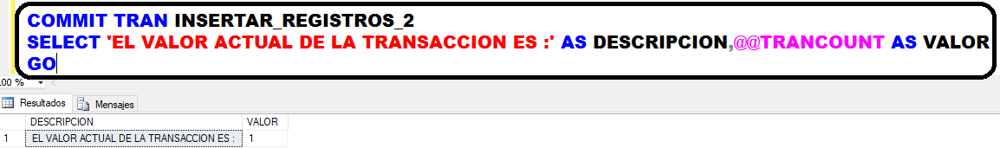 COMMIT TRAN INSERTAR_REGISTROS_2
SELECT 'EL VALOR ACTUAL DE LA TRANSACCION ES :' AS DESCRIPCION,@@TRANCOUNT AS VALOR
GO
.00 %
Resultados Mensajes
DESCRIPCION VALOR
1 EL VALOR ACTUAL DE LA TRANSACCION ES : 1